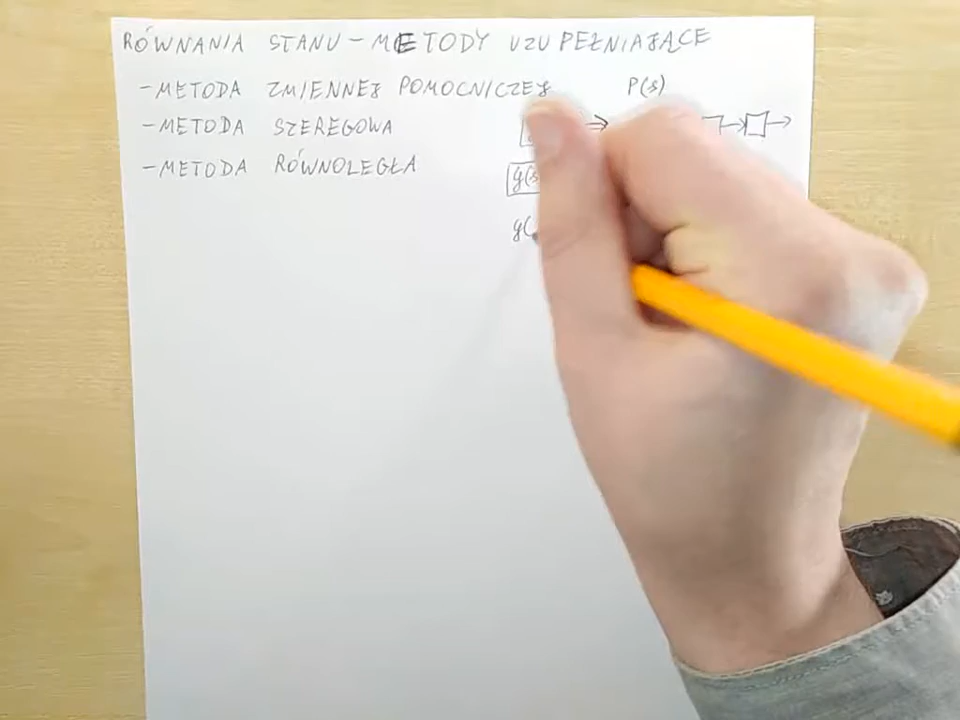 RÓWNANIA STANU - METODY UZUPEŁNIAJĄCE
- METODA ZMIENNEJ POMOCNICZEJ P(s)
- METODA SZEREGOWA
- METODA RÓWNOLEGŁA g(s
g(